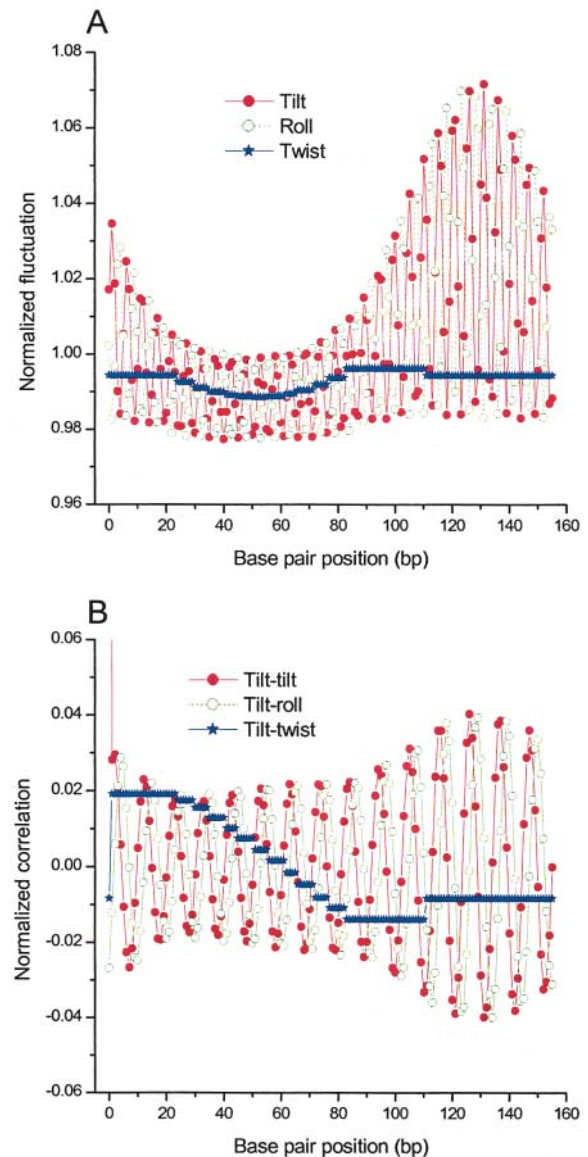 A
1.08
1.06
1.04
1.02
1.00
0.98
0.96
Normalized fluctuation
Tilt
Roll
Twist
0 20 40 60 80 100 120 140 160
Base pair position (bp)
B
0.06
0.04
0.02
0.00
-0.02
-0.04
-0.06
Normalized correlation
Tilt-tilt
Tilt-roll
Tilt-twist
0 20 40 60 80 100 120 140 160
Base pair position (bp)